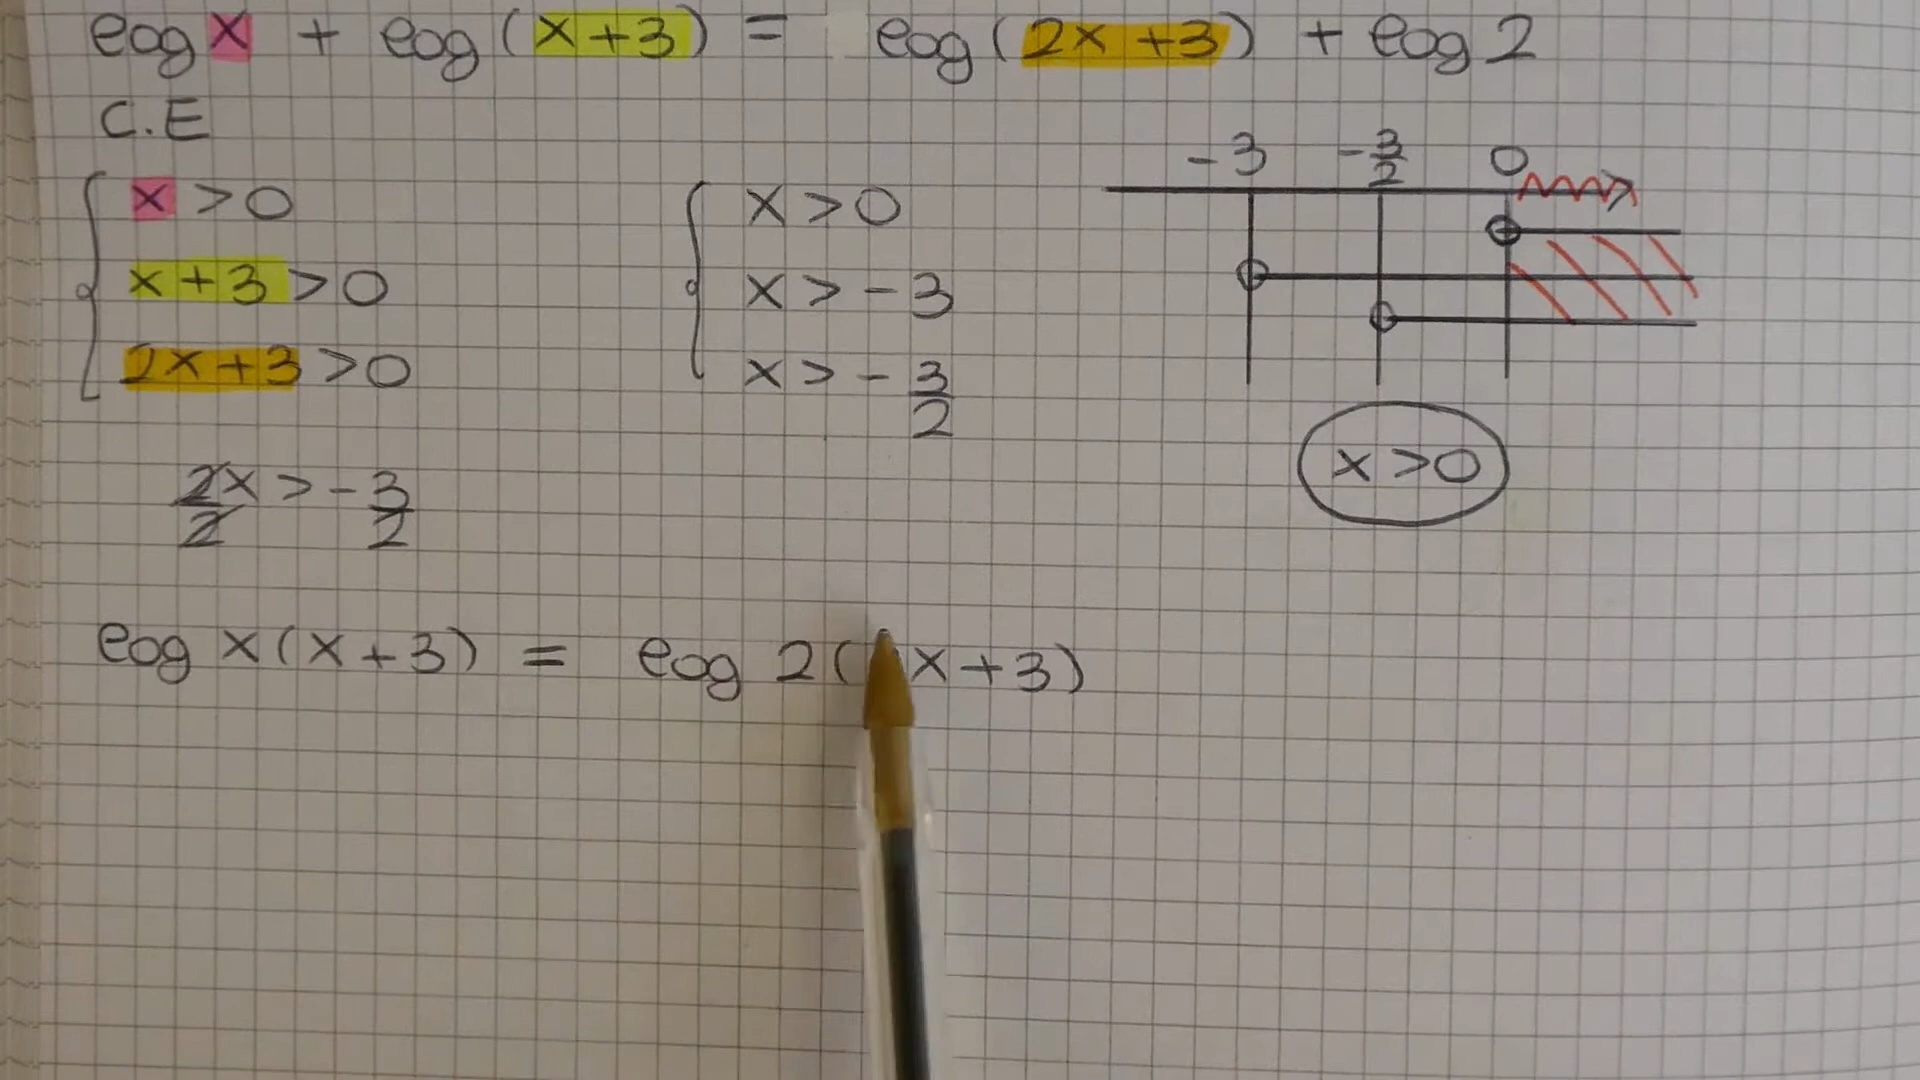 log x + log (x+3) = log (2x+3) + log 2
C.E
x > 0
x+3 > 0
2x+3 > 0
2x/2 > -3/2
x > 0
x > -3
x > -3/2
-3 -3/2 0
x > 0
log x (x+3) = log 2 ( x+3)